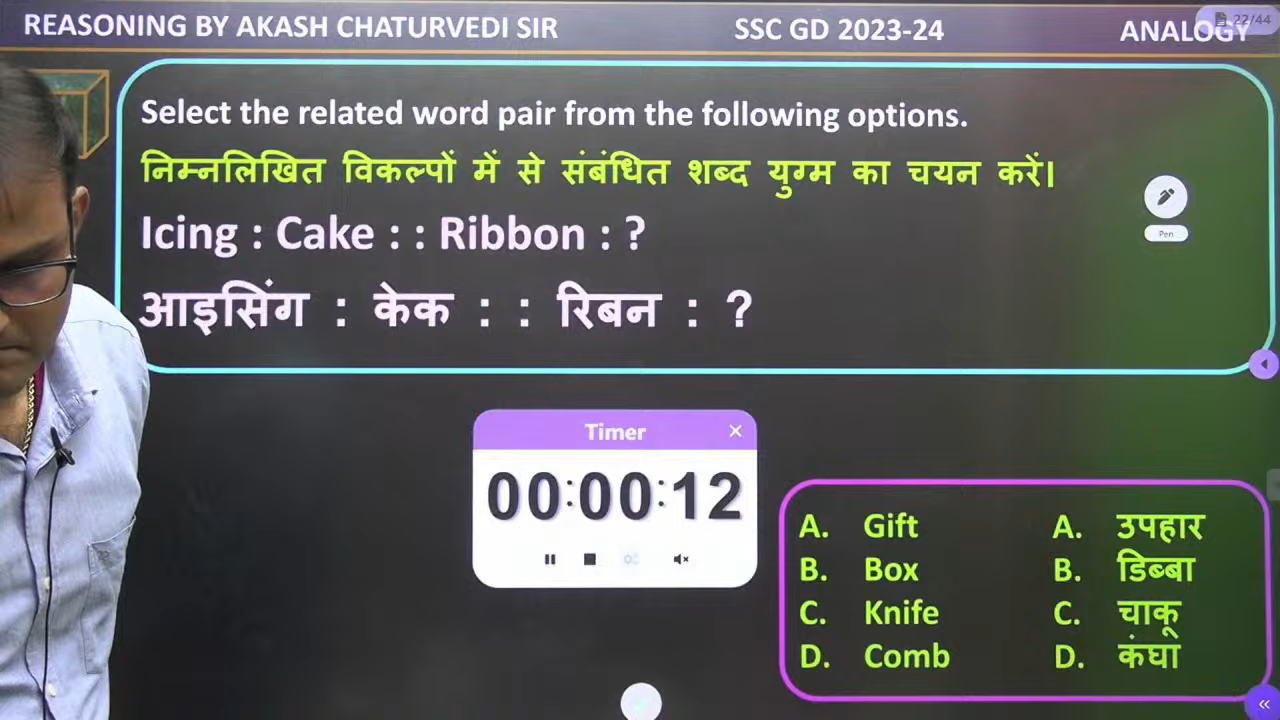 REASONING BY AKASH CHATURVEDI SIR SSC GD 2023-24 ANALOGY
22/44
Select the related word pair from the following options.
निम्नलिखित विकल्पों में से संबंधित शब्द युग्म का चयन करें।
Pen
Icing : Cake : : Ribbon : ?
आइसिंग : केक : : रिबन : ?
Timer
00:00:12
A. Gift A. उपहार
B. Box B. डिब्बा
C. Knife C. चाकू
D. Comb D. कंघा